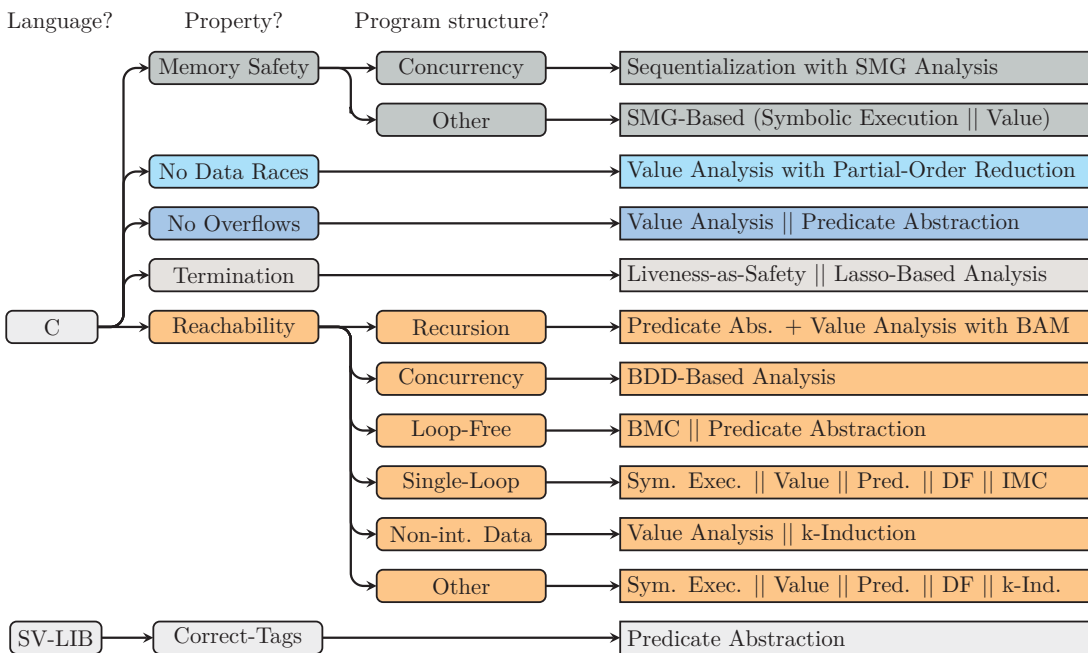 Language? Property? Program structure?
Memory Safety Concurrency Sequentialization with SMG Analysis
Other SMG-Based (Symbolic Execution || Value)
No Data Races Value Analysis with Partial-Order Reduction
No Overflows Value Analysis || Predicate Abstraction
Termination Liveness-as-Safety || Lasso-Based Analysis
C Reachability Recursion Predicate Abs. + Value Analysis with BAM
Concurrency BDD-Based Analysis
Loop-Free BMC || Predicate Abstraction
Single-Loop Sym. Exec. || Value || Pred. || DF || IMC
Non-int. Data Value Analysis || k-Induction
Other Sym. Exec. || Value || Pred. || DF || k-Ind.
SV-LIB Correct-Tags Predicate Abstraction